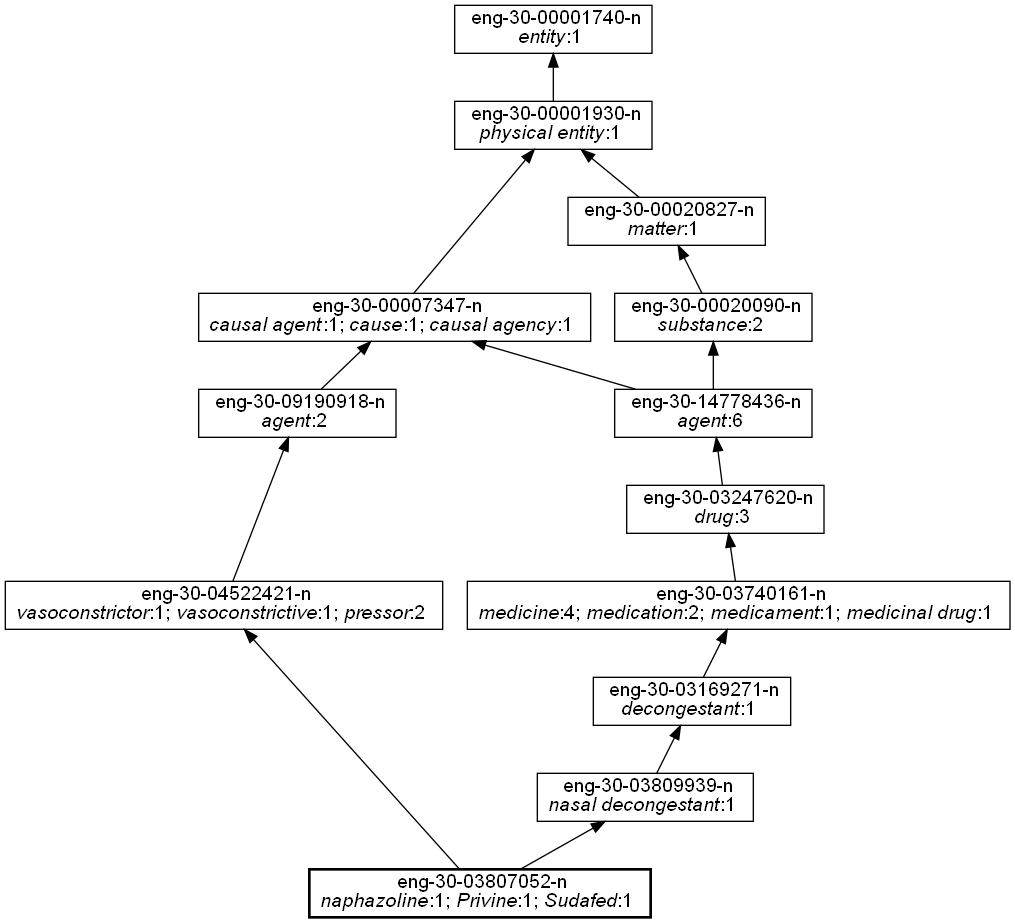 eng-30-00001740-n
entity:1
eng-30-00001930-n
physical entity:1
eng-30-00020827-n
matter:1
eng-30-00007347-n
causal agent:1; cause:1; causal agency:1
eng-30-00020090-n
substance:2
eng-30-09190918-n
agent:2
eng-30-14778436-n
agent:6
eng-30-03247620-n
drug:3
eng-30-04522421-n
vasoconstrictor:1; vasoconstrictive:1; pressor:2
eng-30-03740161-n
medicine:4; medication:2; medicament:1; medicinal drug:1
eng-30-03169271-n
decongestant:1
eng-30-03809939-n
nasal decongestant:1
eng-30-03807052-n
naphazoline:1; Privine:1; Sudafed:1